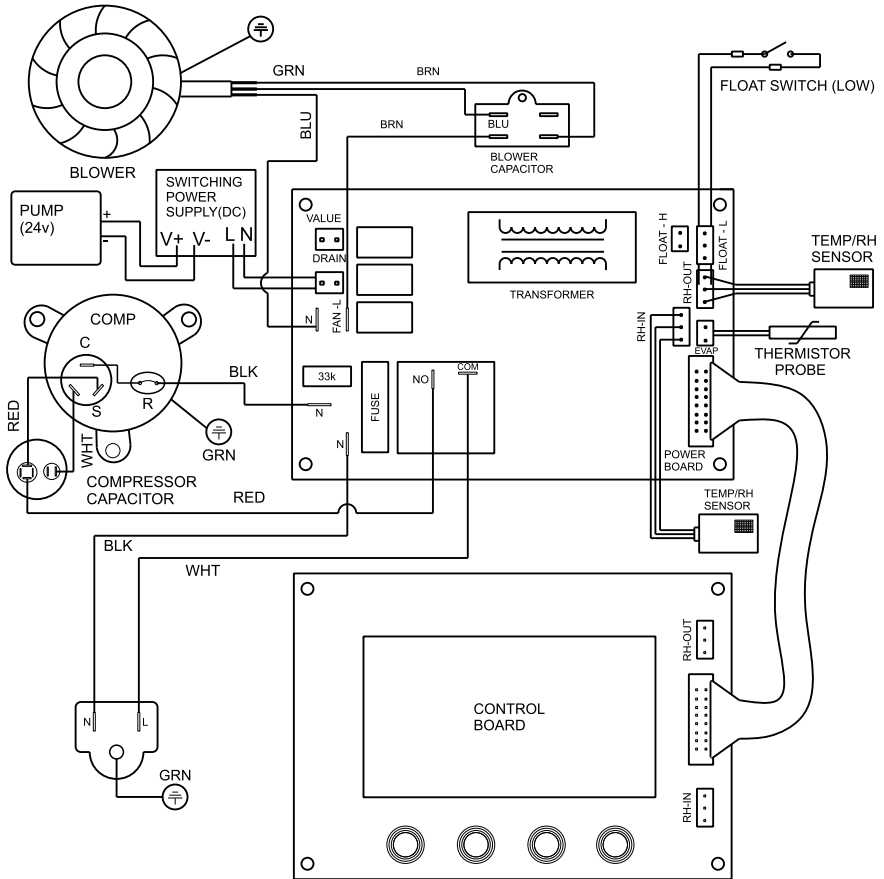 GRN
BRN
FLOAT SWITCH (LOW)
BLU
BRN
BLU
BLOWER
CAPACITOR
BLOWER
SWITCHING
POWER
SUPPLY(DC)
V+ V- L N
PUMP
(24v)
+
-
VALUE
DRAIN
FAN -L
N
TRANSFORMER
FLOAT - H
FLOAT - L
RH-OUT
TEMP/RH
SENSOR
RH-IN
EVAP
THERMISTOR
PROBE
COMP
C
S
R
BLK
GRN
RED
WHT
COMPRESSOR
CAPACITOR
RED
33k
N
FUSE
NO
COM
N
POWER
BOARD
TEMP/RH
SENSOR
BLK
WHT
N
L
GRN
CONTROL
BOARD
RH-OUT
RH-IN